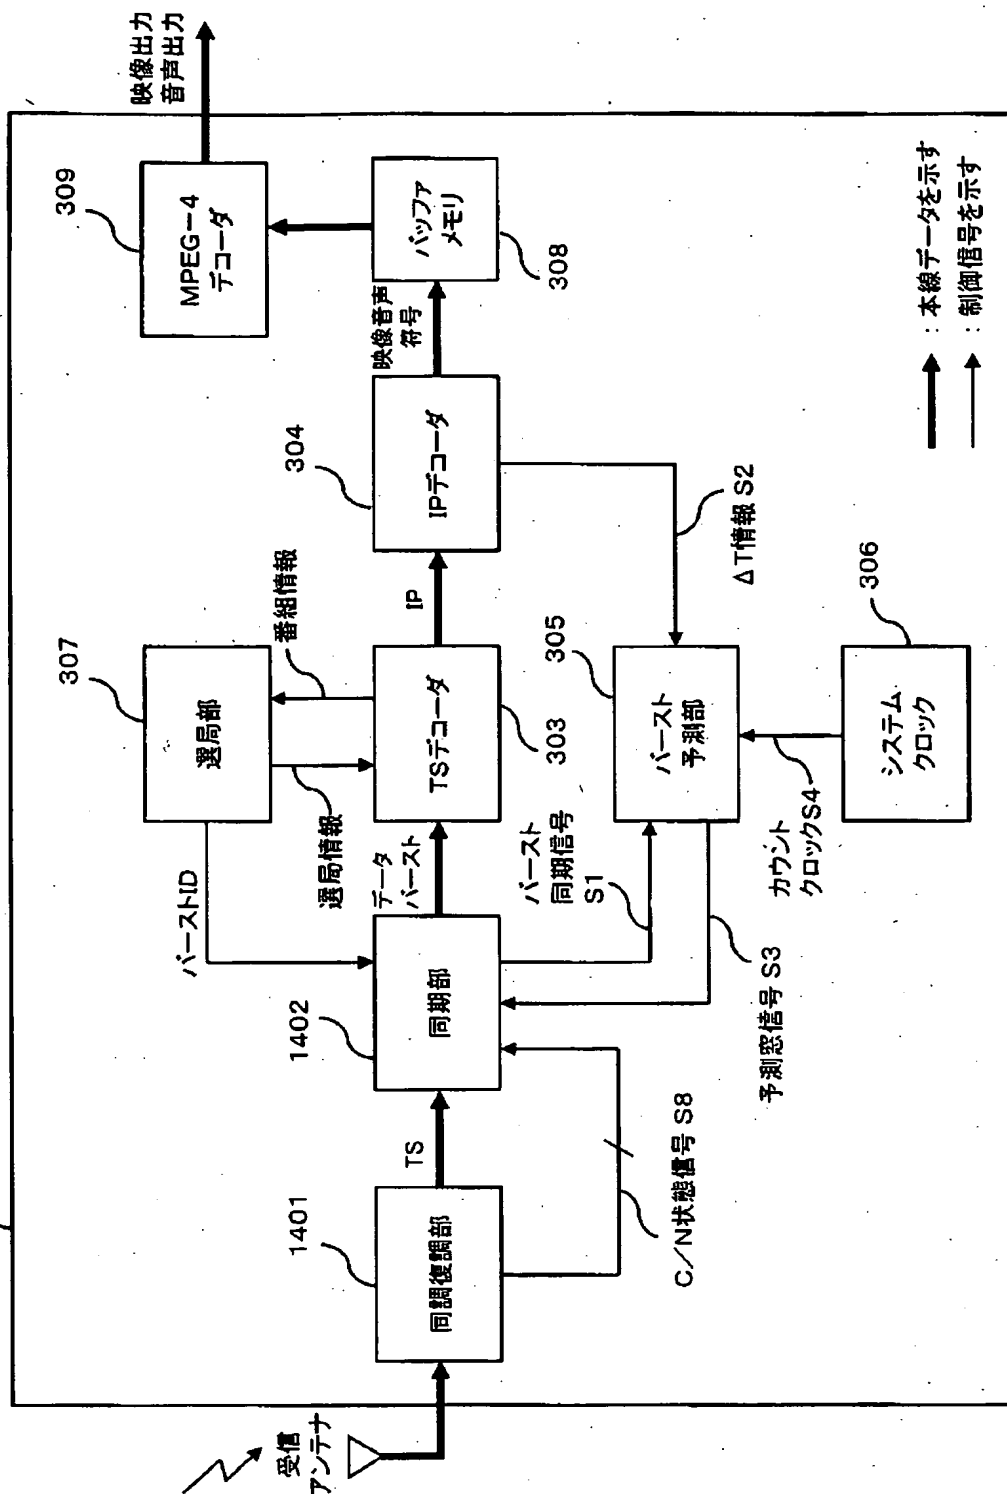 受信
アンテナ
1401
同調復調部
TS
C/N状態信号 S8
1402
同期部
バーストID
データ
バースト
バースト
同期信号
S1
予測窓信号 S3
307
選局部
選局情報
番組情報
TSデコーダ
303
IP
305
バースト
予測部
カウント
クロックS4
306
システム
クロック
ΔT情報 S2
304
IPデコーダ
映像音声
符号
バッファ
メモリ
308
309
MPEG-4
デコーダ
映像出力
音声出力
：本線データを示す
：制御信号を示す